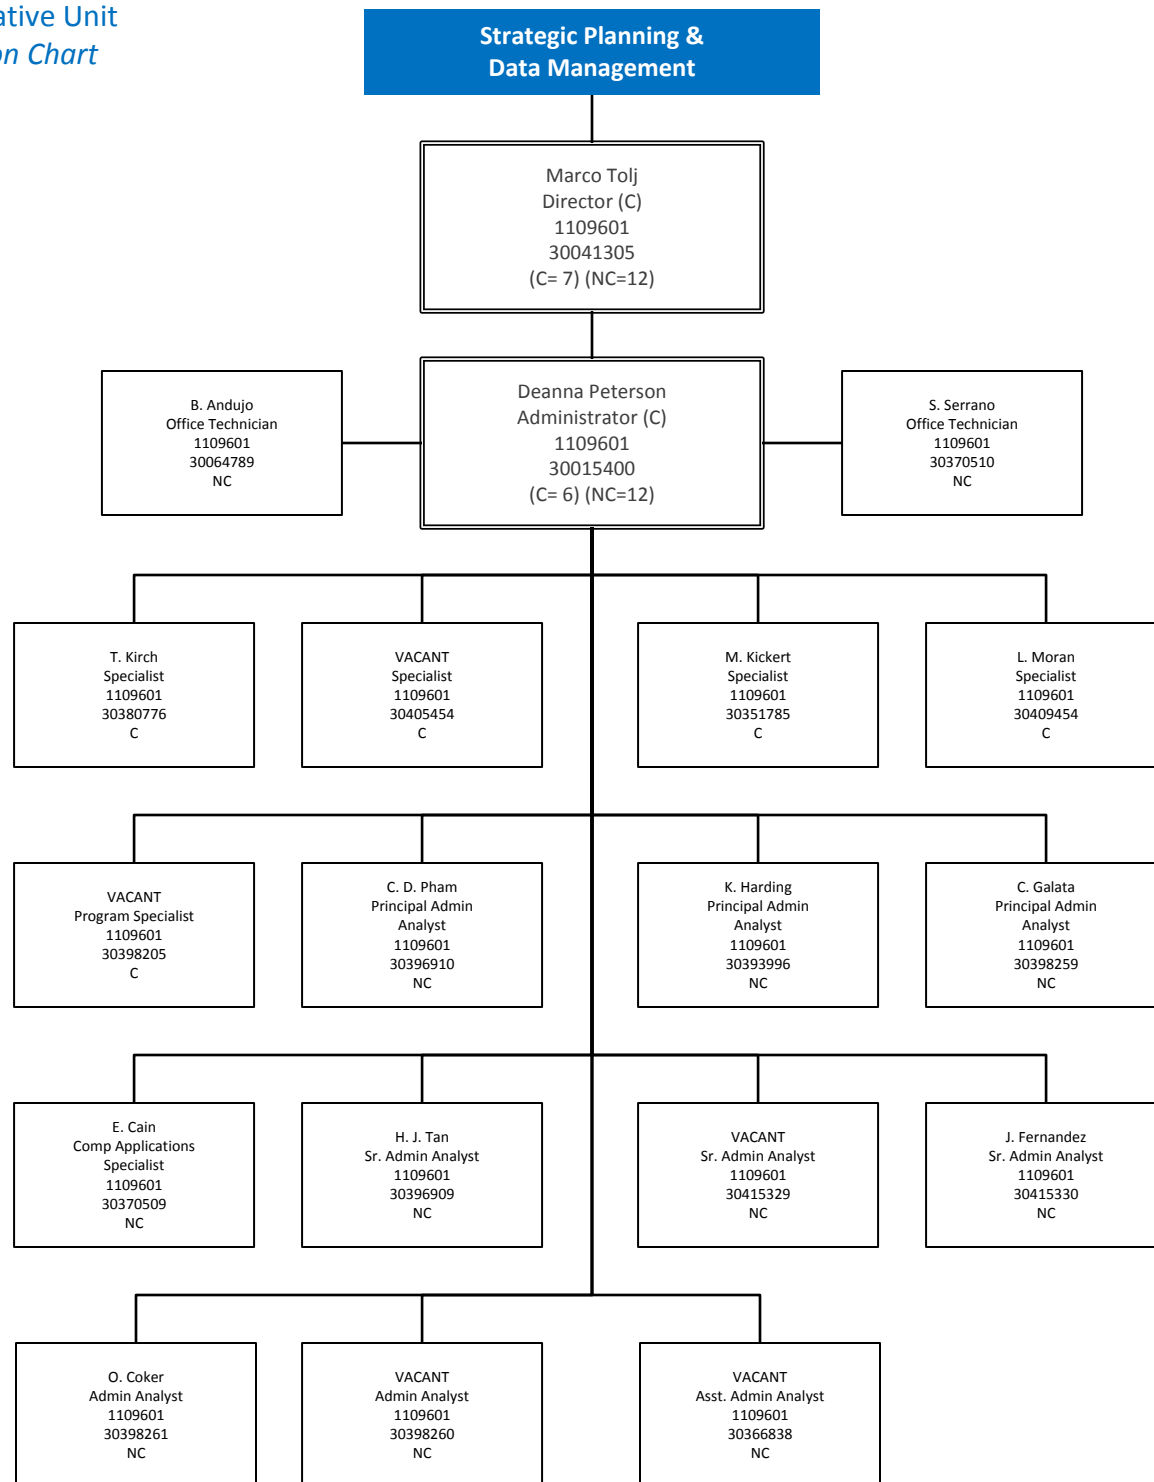 Unit
Chart
Strategic Planning &
Data Management
Marco Tolj
Director (C)
1109601
30041305
(C= 7) (NC=12)
B. Andujo
Office Technician
1109601
30064789
NC
Deanna Peterson
Administrator (C)
1109601
30015400
(C= 6) (NC=12)
S. Serrano
Office Technician
1109601
30370510
NC
T. Kirch
Specialist
1109601
30380776
C
VACANT
Specialist
1109601
30405454
C
M. Kickert
Specialist
1109601
30351785
C
L. Moran
Specialist
1109601
30409454
C
VACANT
Program Specialist
1109601
30398205
C
C. D. Pham
Principal Admin
Analyst
1109601
30396910
NC
K. Harding
Principal Admin
Analyst
1109601
30393996
NC
C. Galata
Principal Admin
Analyst
1109601
30398259
NC
E. Cain
Comp Applications
Specialist
1109601
30370509
NC
H. J. Tan
Sr. Admin Analyst
1109601
30396909
NC
VACANT
Sr. Admin Analyst
1109601
30415329
NC
J. Fernandez
Sr. Admin Analyst
1109601
30415330
NC
O. Coker
Admin Analyst
1109601
30398261
NC
VACANT
Admin Analyst
1109601
30398260
NC
VACANT
Asst. Admin Analyst
1109601
30366838
NC